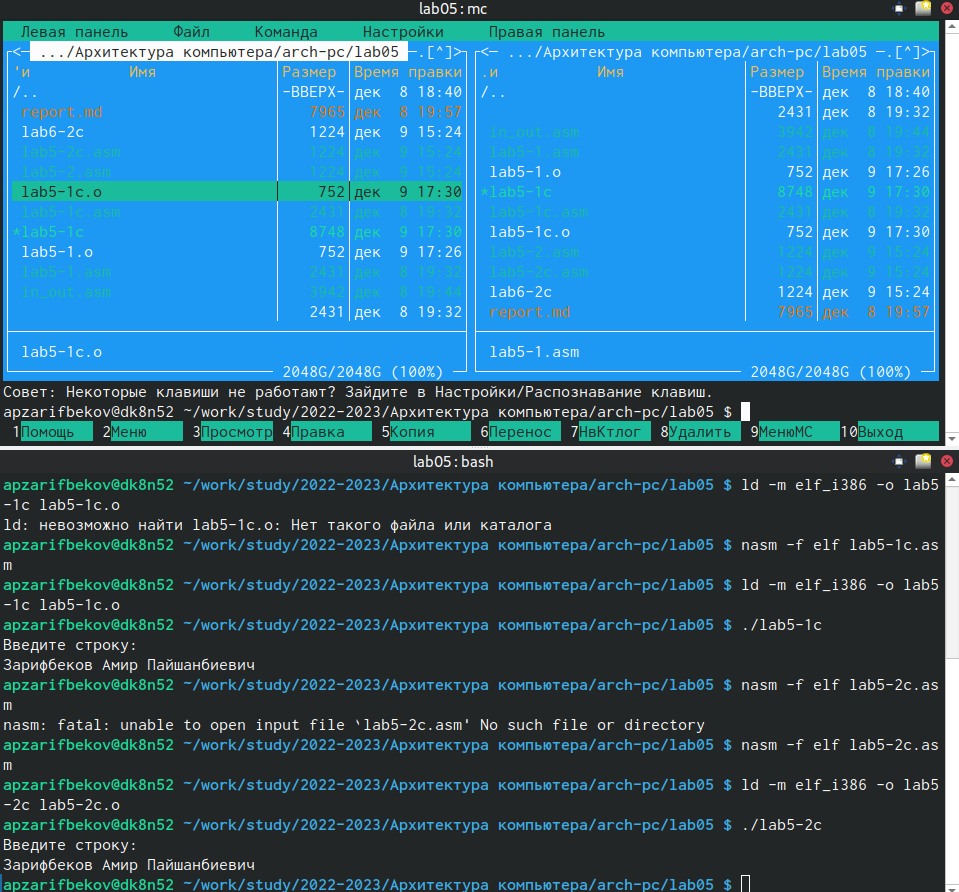 lab05 : mc
Левая панель Файл Команда Настройки Правая панель
<— .../Архитектура компьютера/arch-pc/lab05 —.[^]>
'и Имя Размер Время правки
/.. -ВВЕРХ- дек 8 18:40
report.md 7965 дек 8 19:57
lab6-2c 1224 дек 9 15:24
lab5-2c.asm 1224 дек 9 15:24
lab5-2.asm 1224 дек 9 15:24
lab5-1c.o 752 дек 9 17:30
lab5-1c.asm 2431 дек 8 19:32
*lab5-1c 8748 дек 9 17:30
lab5-1.o 752 дек 9 17:26
lab5-1.asm 2431 дек 8 19:32
in_out.asm 3942 дек 8 19:44
2431 дек 8 19:32
lab5-1c.o
2048G/2048G (100%)
<— .../Архитектура компьютера/arch-pc/lab05 —.[^]>
.и Имя Размер Время правки
/.. -ВВЕРХ- дек 8 18:40
2431 дек 8 19:32
in_out.asm 3942 дек 8 19:44
lab5-1.asm 2431 дек 8 19:32
lab5-1.o 752 дек 9 17:26
*lab5-1c 8748 дек 9 17:30
lab5-1c.asm 2431 дек 8 19:32
lab5-1c.o 752 дек 9 17:30
lab5-2.asm 1224 дек 9 15:24
lab5-2c.asm 1224 дек 9 15:24
lab6-2c 1224 дек 9 15:24
report.md 7965 дек 8 19:57
lab5-1.asm
2048G/2048G (100%)
Совет: Некоторые клавиши не работают? Зайдите в Настройки/Распознавание клавиш.
apzarifbekov@dk8n52 ~/work/study/2022-2023/Архитектура компьютера/arch-pc/lab05 $
1Помощь 2Меню 3Просмотр 4Правка 5Копия 6Перенос 7НвКтлог 8Удалить 9МенюМС 10Выход
lab05 : bash
apzarifbekov@dk8n52 ~/work/study/2022-2023/Архитектура компьютера/arch-pc/lab05 $ ld -m elf_i386 -o lab5
-1c lab5-1c.o
ld: невозможно найти lab5-1c.o: Нет такого файла или каталога
apzarifbekov@dk8n52 ~/work/study/2022-2023/Архитектура компьютера/arch-pc/lab05 $ nasm -f elf lab5-1c.as
m
apzarifbekov@dk8n52 ~/work/study/2022-2023/Архитектура компьютера/arch-pc/lab05 $ ld -m elf_i386 -o lab5
-1c lab5-1c.o
apzarifbekov@dk8n52 ~/work/study/2022-2023/Архитектура компьютера/arch-pc/lab05 $ ./lab5-1c
Введите строку:
Зарифбеков Амир Пайшанбиевич
apzarifbekov@dk8n52 ~/work/study/2022-2023/Архитектура компьютера/arch-pc/lab05 $ nasm -f elf lab5-2c.as
m
nasm: fatal: unable to open input file `lab5-2c.asm' No such file or directory
apzarifbekov@dk8n52 ~/work/study/2022-2023/Архитектура компьютера/arch-pc/lab05 $ nasm -f elf lab5-2c.as
m
apzarifbekov@dk8n52 ~/work/study/2022-2023/Архитектура компьютера/arch-pc/lab05 $ ld -m elf_i386 -o lab5
-2c lab5-2c.o
apzarifbekov@dk8n52 ~/work/study/2022-2023/Архитектура компьютера/arch-pc/lab05 $ ./lab5-2c
Введите строку:
Зарифбеков Амир Пайшанбиевич
apzarifbekov@dk8n52 ~/work/study/2022-2023/Архитектура компьютера/arch-pc/lab05 $